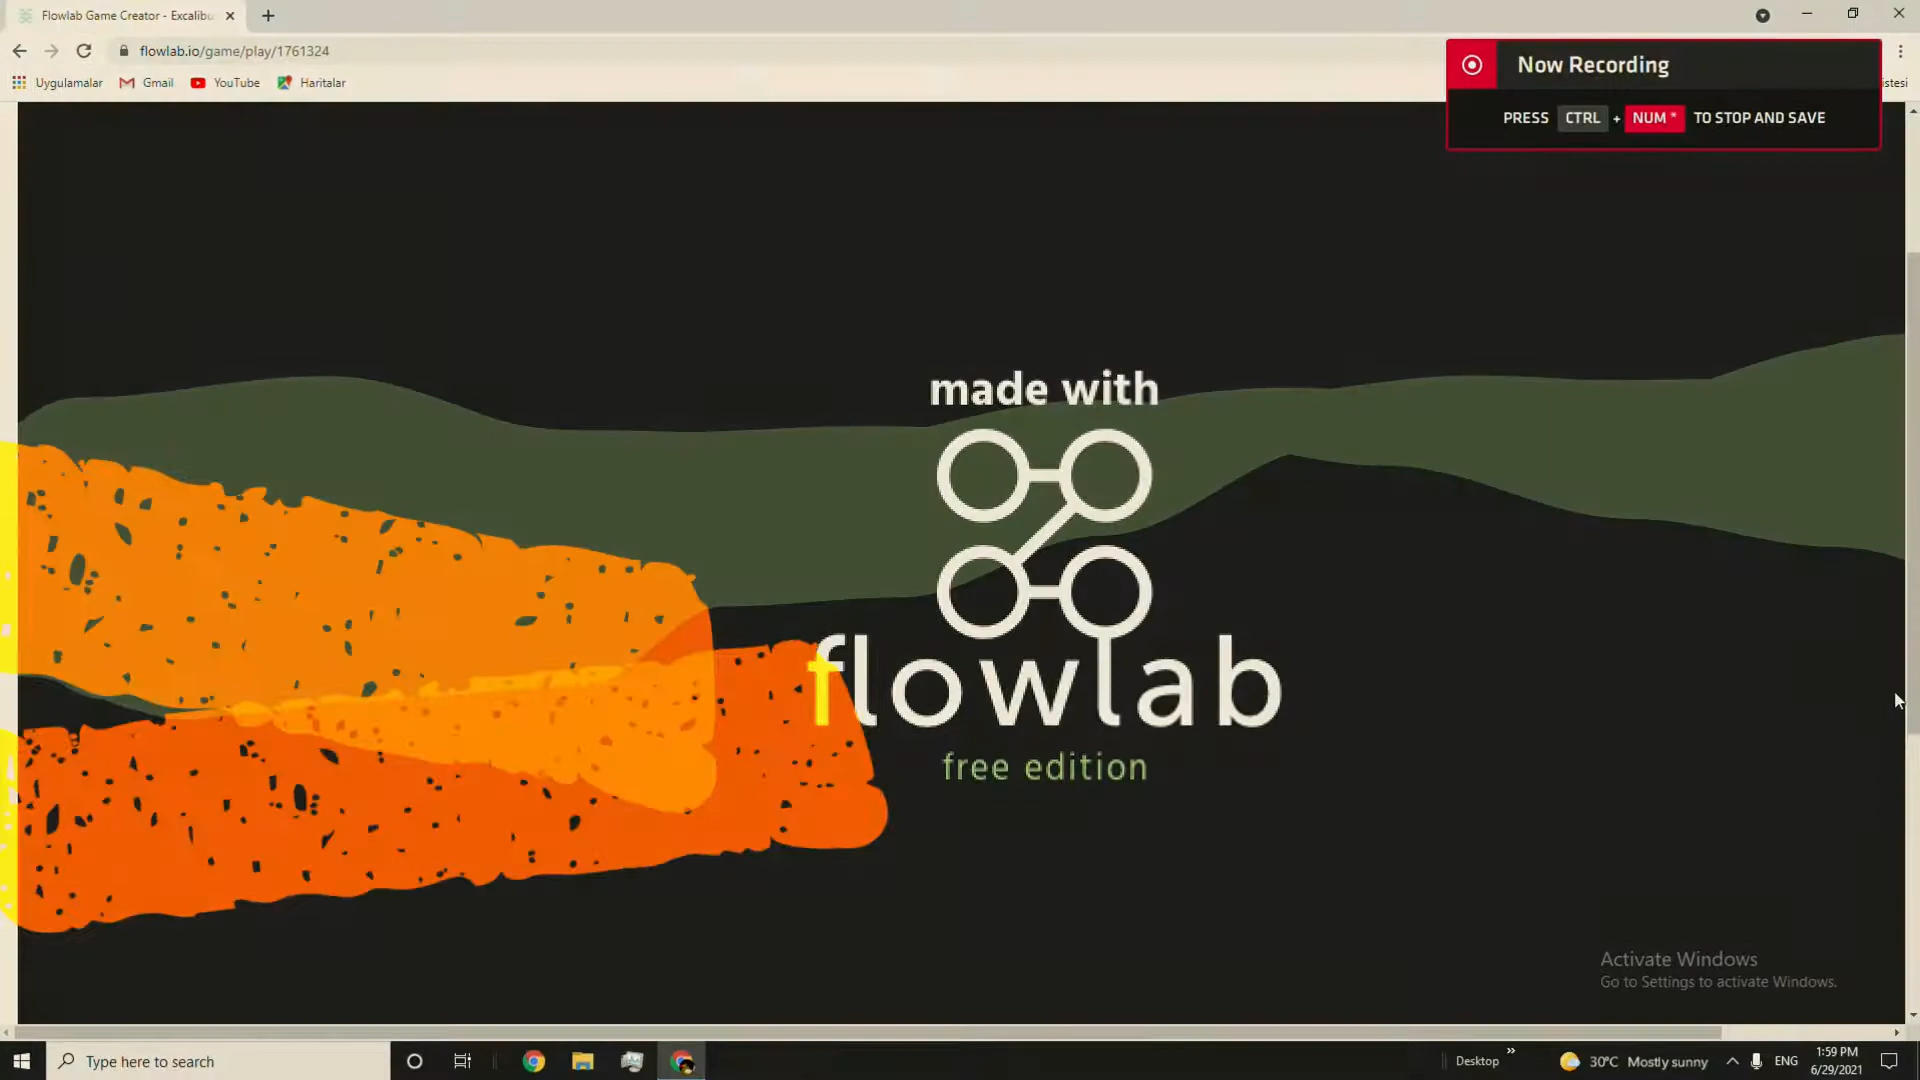 Flowlab Game Creator - Excalibu
flowlab.io/game/play/1761324
Uygulamalar
Gmail
YouTube
Haritalar
istesi
Now Recording
PRESS CTRL + NUM * TO STOP AND SAVE
made with
flowlab
free edition
Activate Windows
Go to Settings to activate Windows.
Type here to search
Desktop
»
30°C Mostly sunny
ENG
1:59 PM
6/29/2021